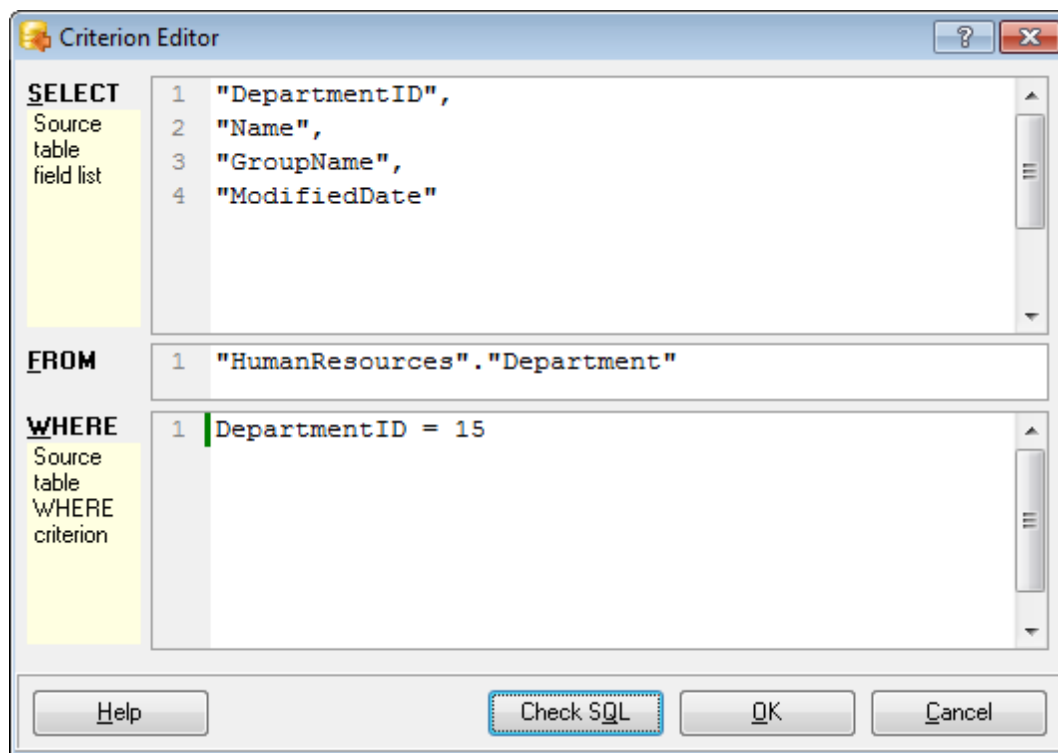 Criterion Editor
?
SELECT
Source
table
field list
1 "DepartmentID",
2 "Name",
3 "GroupName",
4 "ModifiedDate"
FROM
1 "HumanResources"."Department"
WHERE
Source
table
WHERE
criterion
1 DepartmentID = 15
Help
Check SQL
OK
Cancel